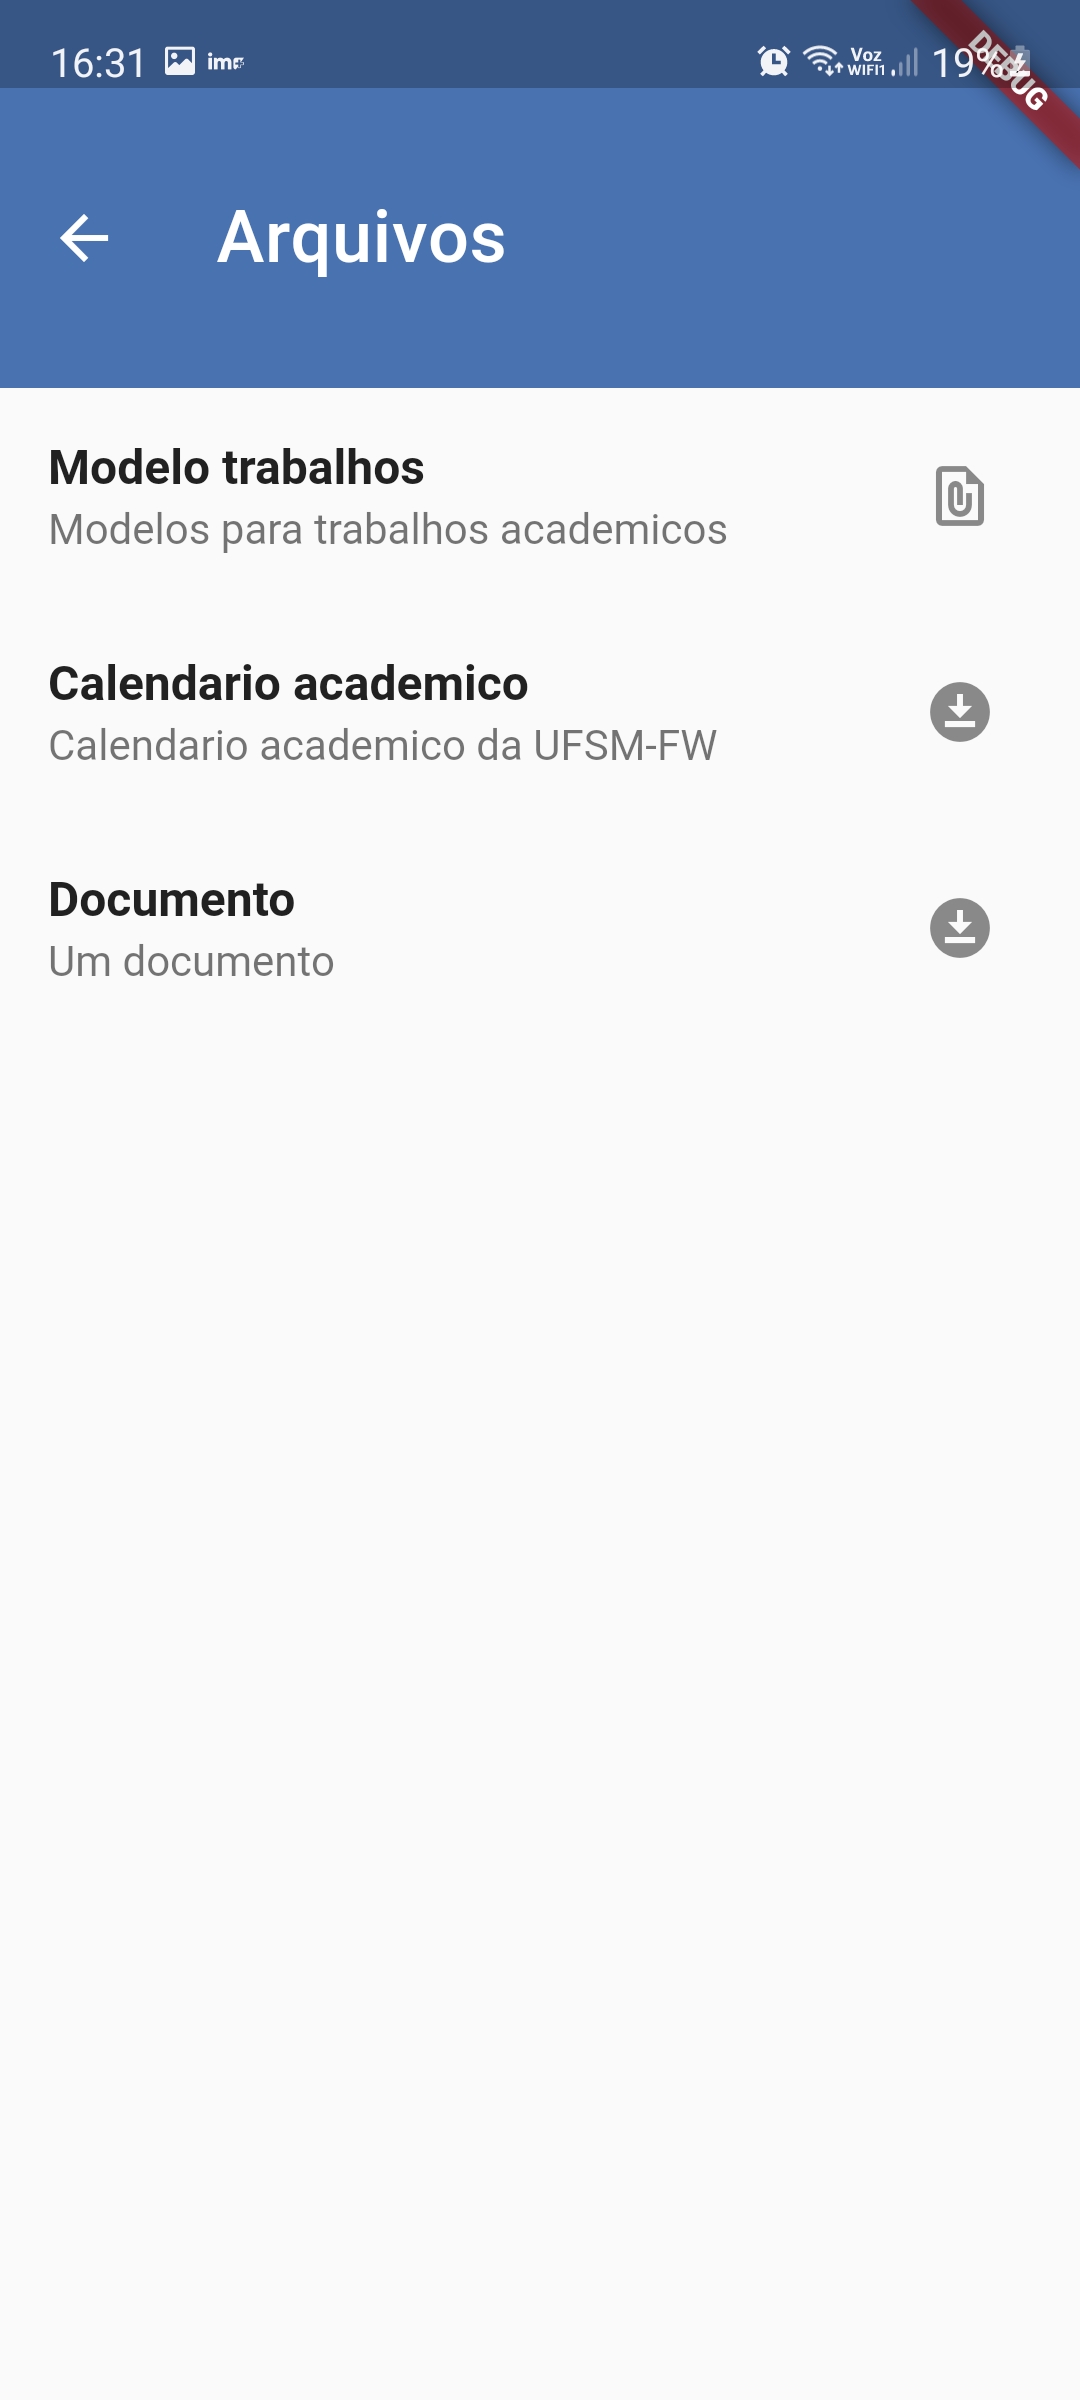 16:31
Voz
WIFI1
19%
DEBUG
Arquivos
Modelo trabalhos
Modelos para trabalhos academicos
Calendario academico
Calendario academico da UFSM-FW
Documento
Um documento